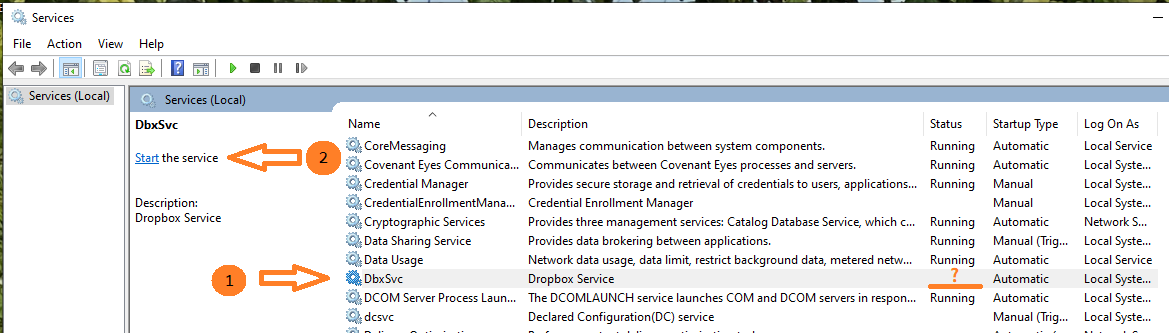 Services
File Action View Help
Services (Local)
Services (Local)
DbxSvc
Start the service
2
Description:
Dropbox Service
1
Name Description Status Startup Type Log On As
CoreMessaging Manages communication between system components. Running Automatic Local Service
Covenant Eyes Communica... Communicates between Covenant Eyes processes and servers. Running Automatic Local Syste...
Credential Manager Provides secure storage and retrieval of credentials to users, applications... Running Manual Local Syste...
CredentialEnrollmentMana... Credential Enrollment Manager Manual Local Syste...
Cryptographic Services Provides three management services: Catalog Database Service, which c... Running Automatic Network S...
Data Sharing Service Provides data brokering between applications. Running Manual (Trig... Local Syste...
Data Usage Network data usage, data limit, restrict background data, metered netw... Running Automatic Local Service
DbxSvc Dropbox Service ? Automatic Local Syste...
DCOM Server Process Laun... The DCOMLAUNCH service launches COM and DCOM servers in respon... Running Automatic Local Syste...
dcsvc Declared Configuration(DC) service Manual (Trig... Local Syste...